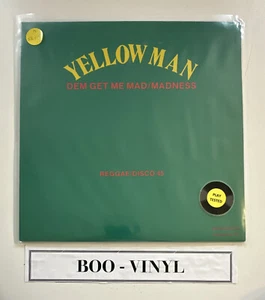 YELLOWMAN
DEM GET ME MAD/MADNESS
REGGAE DISCO 45
PLAY
TESTED
BOO - VINYL